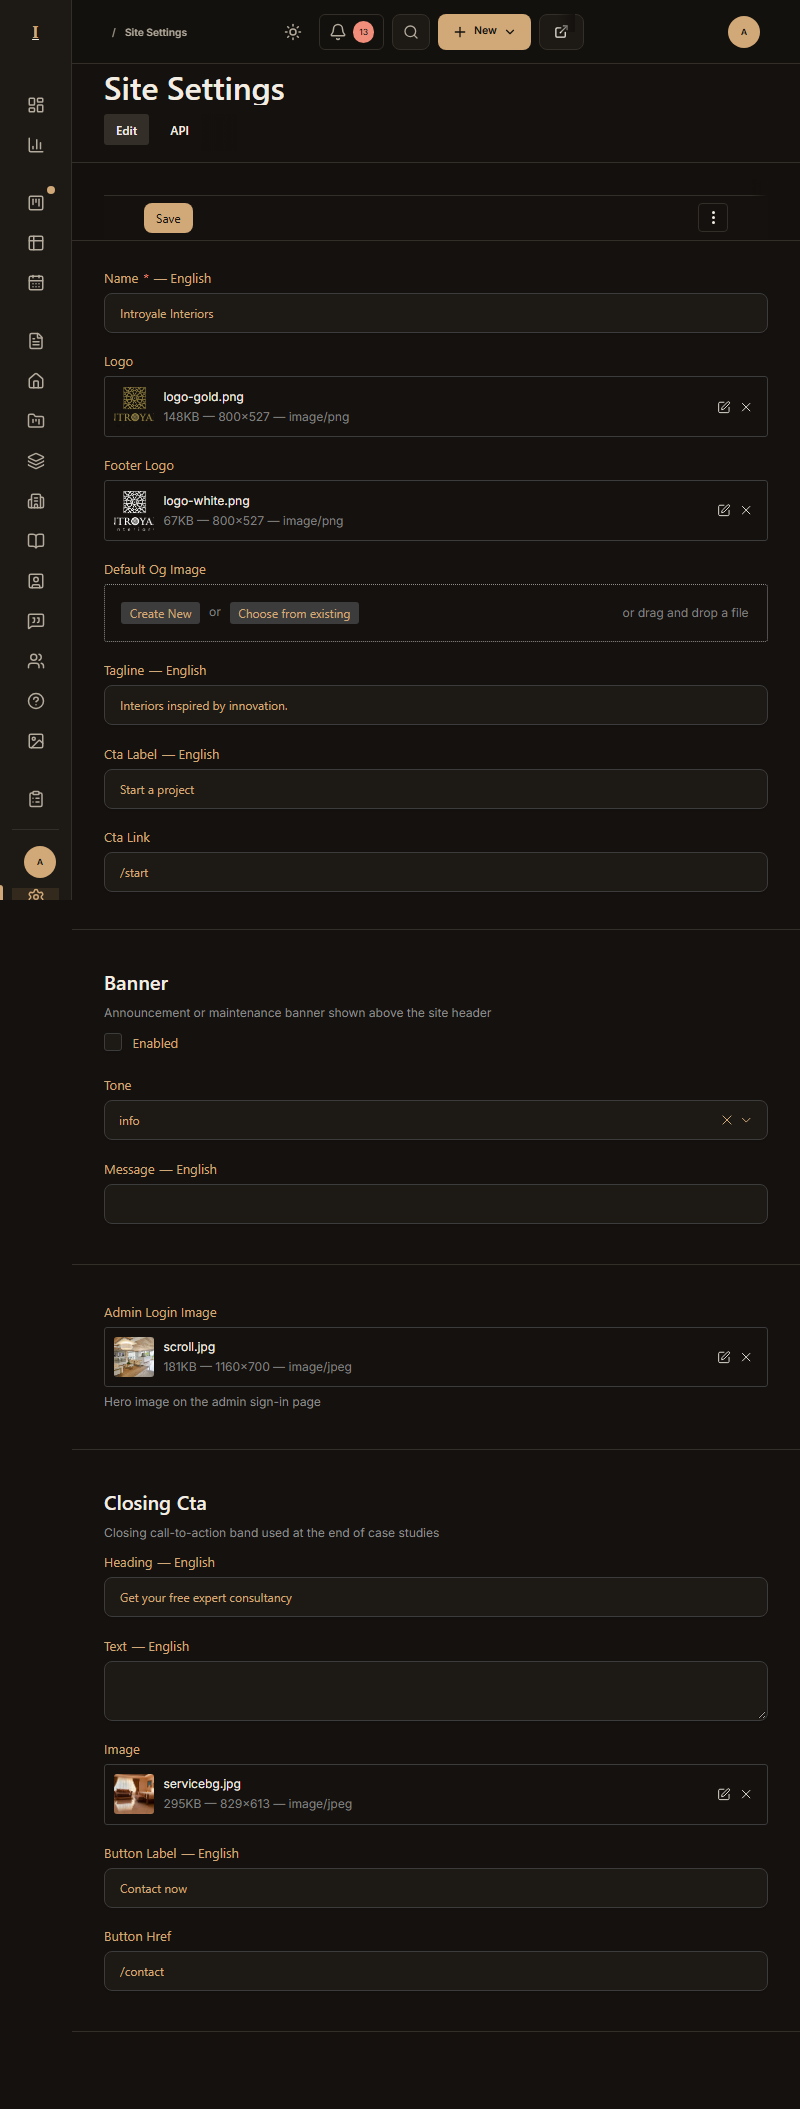 I
/ Site Settings
13
New
A
Site Settings
Edit
API
Save
Name * — English
Introyale Interiors
Logo
logo-gold.png
148KB — 800×527 — image/png
Footer Logo
logo-white.png
67KB — 800×527 — image/png
Default Og Image
Create New or Choose from existing
or drag and drop a file
Tagline — English
Interiors inspired by innovation.
Cta Label — English
Start a project
Cta Link
/start
A
Banner
Announcement or maintenance banner shown above the site header
Enabled
Tone
info
Message — English
Admin Login Image
scroll.jpg
181KB — 1160×700 — image/jpeg
Hero image on the admin sign-in page
Closing Cta
Closing call-to-action band used at the end of case studies
Heading — English
Get your free expert consultancy
Text — English
Image
servicebg.jpg
295KB — 829×613 — image/jpeg
Button Label — English
Contact now
Button Href
/contact